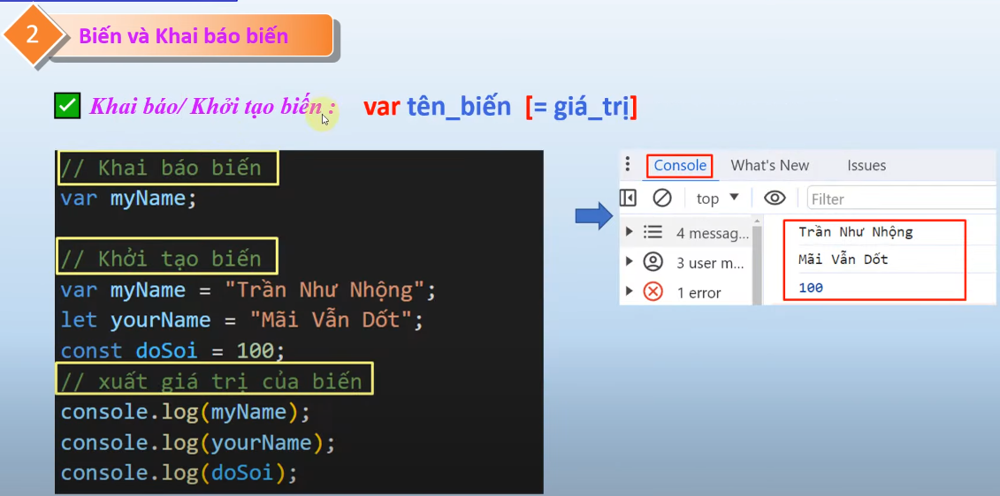 2
Biến và Khai báo biến
Khai báo/ Khởi tạo biến : var tên_biến [= giá_trị]
// Khai báo biến
var myName;
// Khởi tạo biến
var myName = "Trần Như Nhộng";
let yourName = "Mãi Vẫn Dốt";
const doSoi = 100;
// xuất giá trị của biến
console.log(myName);
console.log(yourName);
console.log(doSoi);
Console What's New Issues
top Filter
4 messag...
3 user m...
1 error
Trần Như Nhộng
Mãi Vẫn Dốt
100